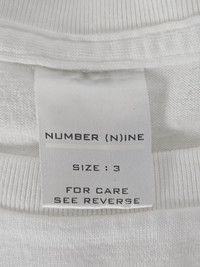 NUMBER (N)INE
SIZE : 3
FOR CARE
SEE REVERSE